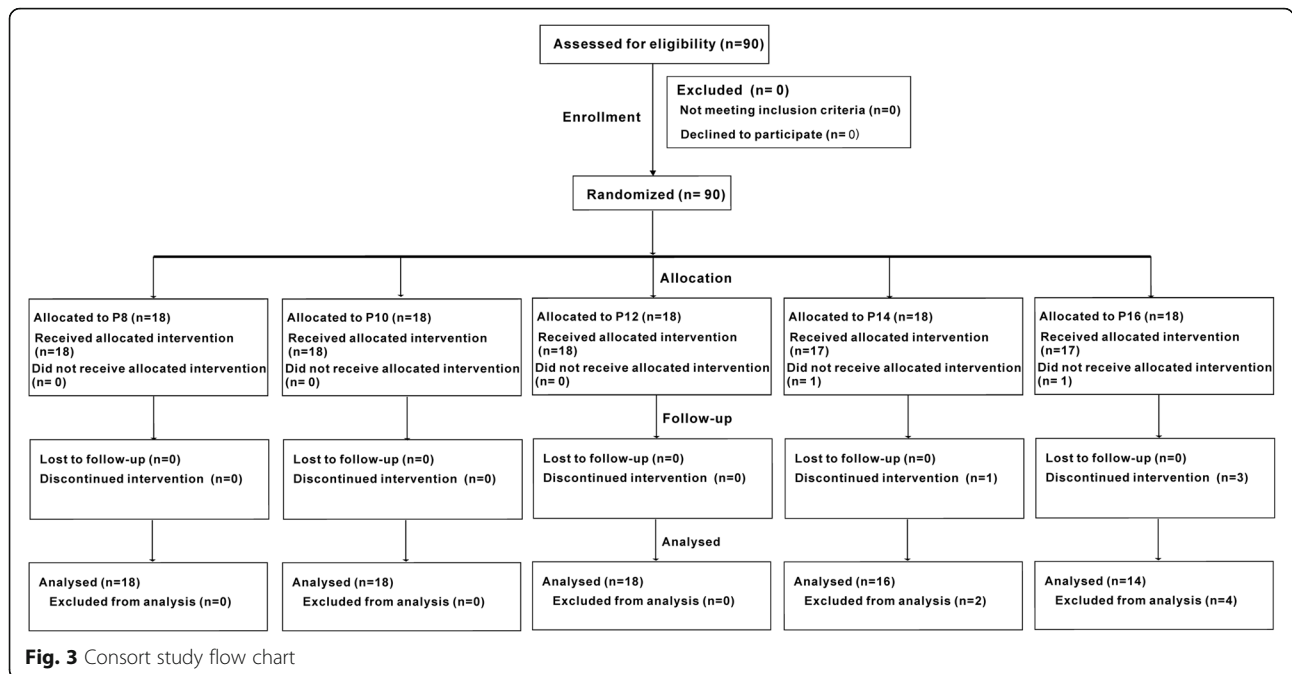 Assessed for eligibility (n=90)
Excluded (n= 0)
Not meeting inclusion criteria (n=0)
Declined to participate (n= 0)
Enrollment
Randomized (n= 90)
Allocation
Allocated to P8 (n=18)
Received allocated intervention
(n=18)
Did not receive allocated intervention
(n= 0)
Allocated to P10 (n=18)
Received allocated intervention
(n=18)
Did not receive allocated intervention
(n= 0)
Allocated to P12 (n=18)
Received allocated intervention
(n=18)
Did not receive allocated intervention
(n= 0)
Allocated to P14 (n=18)
Received allocated intervention
(n=17)
Did not receive allocated intervention
(n= 1)
Allocated to P16 (n=18)
Received allocated intervention
(n=17)
Did not receive allocated intervention
(n= 1)
Follow-up
Lost to follow-up (n=0)
Discontinued intervention (n=0)
Lost to follow-up (n=0)
Discontinued intervention (n=0)
Lost to follow-up (n=0)
Discontinued intervention (n=0)
Lost to follow-up (n=0)
Discontinued intervention (n=1)
Lost to follow-up (n=0)
Discontinued intervention (n=3)
Analysed
Analysed (n=18)
Excluded from analysis (n=0)
Analysed (n=18)
Excluded from analysis (n=0)
Analysed (n=18)
Excluded from analysis (n=0)
Analysed (n=16)
Excluded from analysis (n=2)
Analysed (n=14)
Excluded from analysis (n=4)
Fig. 3 Consort study flow chart